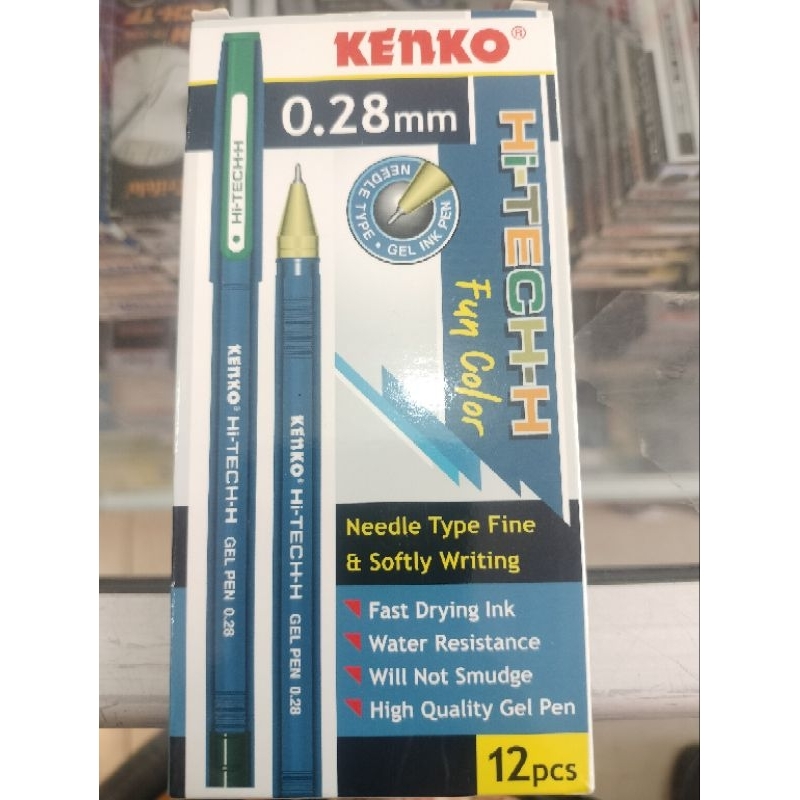 KENKO®
0.28mm
Hi-TECH-H
Fun Color
NEEDLE TYPE • GEL INK PEN
Hi-TECH-H
KENKO® Hi-TECH-H GEL PEN 0.28
KENKO® Hi-TECH-H GEL PEN 0.28
Needle Type Fine
& Softly Writing
Fast Drying Ink
Water Resistance
Will Not Smudge
High Quality Gel Pen
12pcs